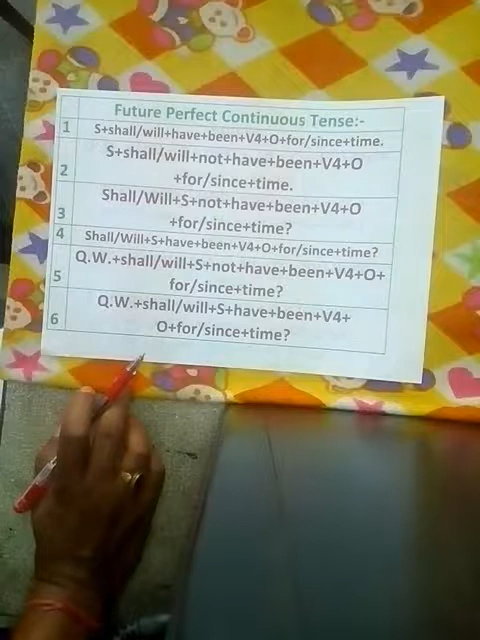 Future Perfect Continuous Tense:-
1 S+shall/will+have+been+V4+O+for/since+time.
2 S+shall/will+not+have+been+V4+O
+for/since+time.
3 Shall/Will+S+not+have+been+V4+O
+for/since+time?
4 Shall/Will+S+have+been+V4+O+for/since+time?
5 Q.W.+shall/will+S+not+have+been+V4+O+
for/since+time?
6 Q.W.+shall/will+S+have+been+V4+
O+for/since+time?